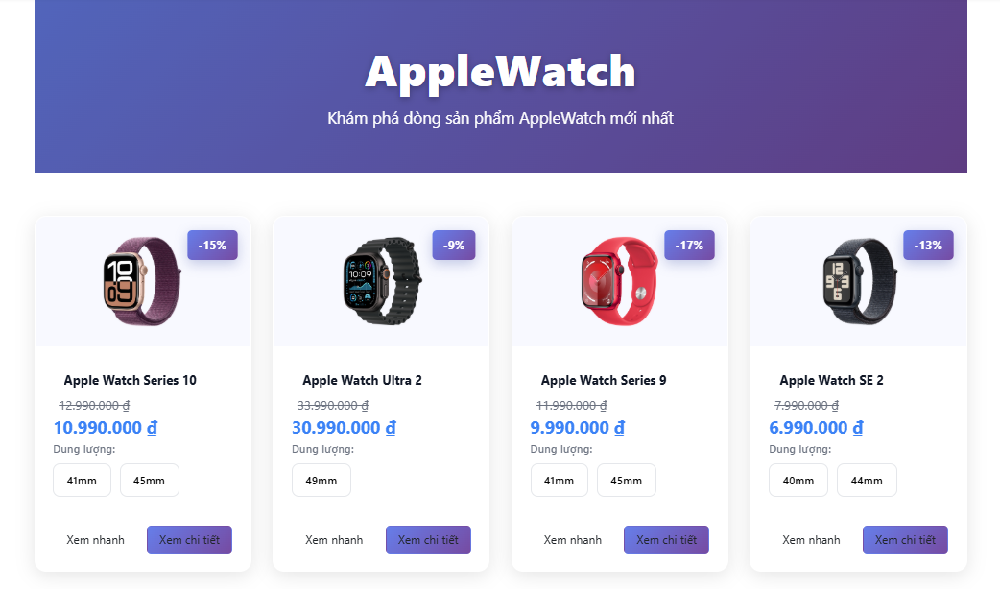 AppleWatch
Khám phá dòng sản phẩm AppleWatch mới nhất
-15%
Apple Watch Series 10
12.990.000 ₫
10.990.000 ₫
Dung lượng:
41mm 45mm
Xem nhanh Xem chi tiết
-9%
10:09
Apple Watch Ultra 2
33.990.000 ₫
30.990.000 ₫
Dung lượng:
49mm
Xem nhanh Xem chi tiết
-17%
Apple Watch Series 9
11.990.000 ₫
9.990.000 ₫
Dung lượng:
41mm 45mm
Xem nhanh Xem chi tiết
-13%
Apple Watch SE 2
7.990.000 ₫
6.990.000 ₫
Dung lượng:
40mm 44mm
Xem nhanh Xem chi tiết